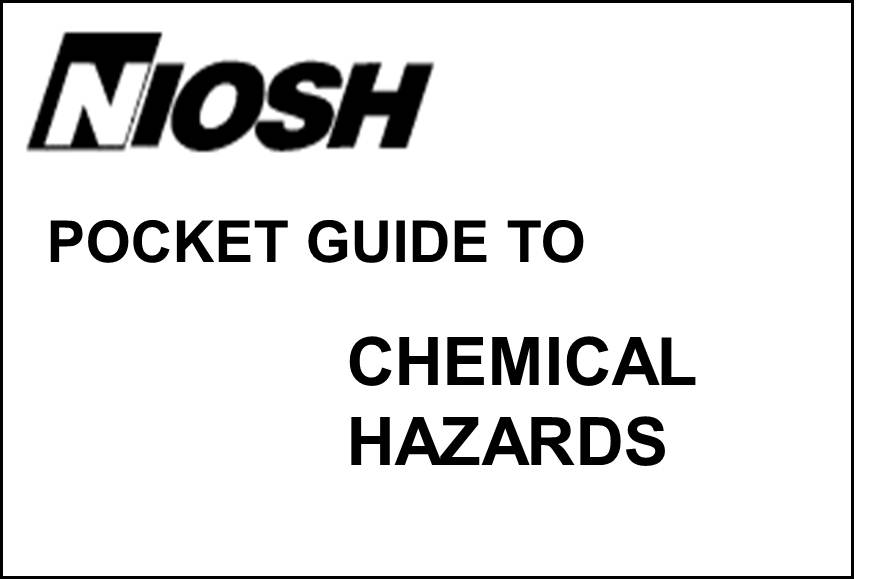 NIOSH
POCKET GUIDE TO
CHEMICAL
HAZARDS